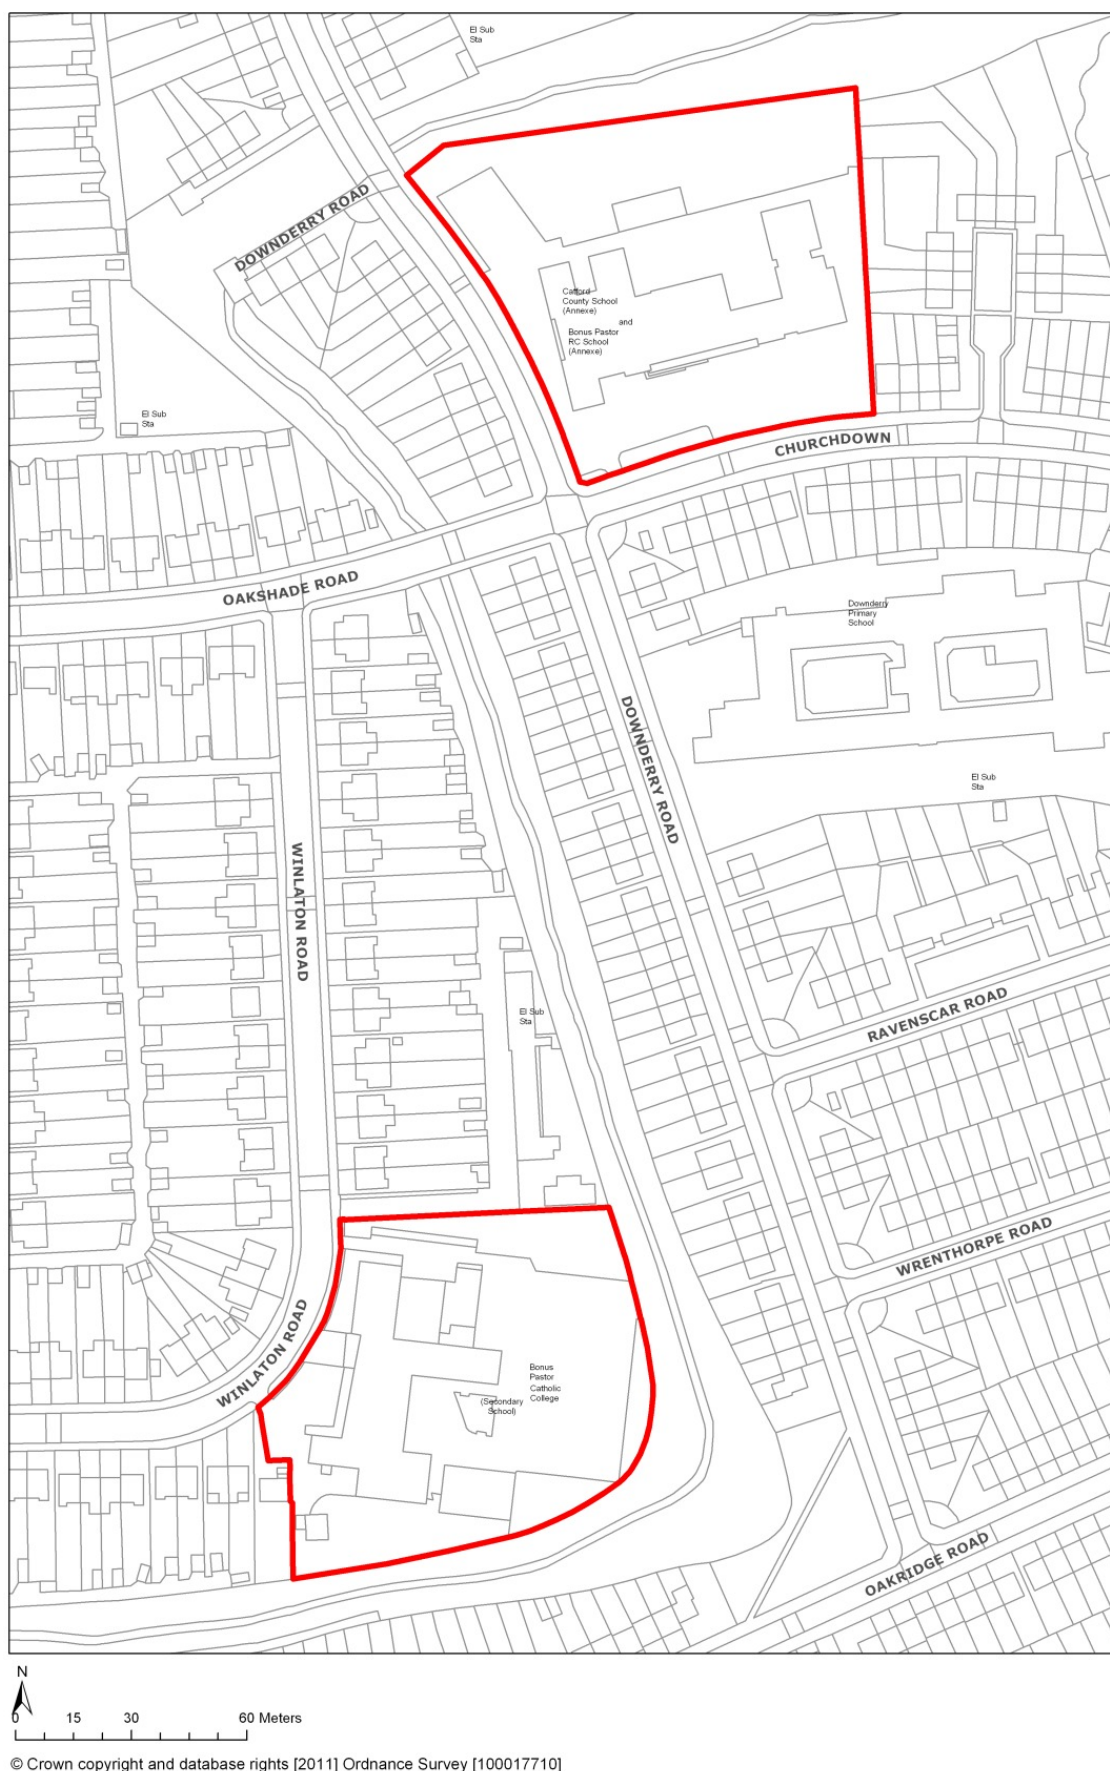 El Sub
Sta
DOWNDERRY ROAD
Catford
County School
(Annexe)
and
Bonus Pastor
RC School
(Annexe)
El Sub
Sta
CHURCHDOWN
OAKSHADE ROAD
Downderry
Primary
School
DOWNDERRY ROAD
El Sub
Sta
WINLATON ROAD
El Sub
Sta
RAVENSCAR ROAD
WRENTHORPE ROAD
WINLATON ROAD
Bonus
Pastor
Catholic
College
(Secondary
School)
OAKRIDGE ROAD
N
0 15 30 60 Meters
© Crown copyright and database rights [2011] Ordnance Survey [100017710]